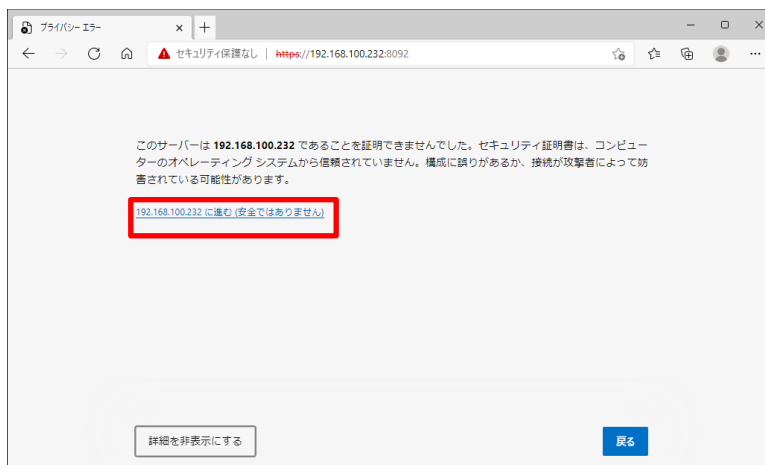 プライバシー エラー
セキュリティ保護なし | https://192.168.100.232:8092
このサーバーは 192.168.100.232 であることを証明できませんでした。セキュリティ証明書は、コンピュー
ターのオペレーティング システムから信頼されていません。構成に誤りがあるか、接続が攻撃者によって妨
害されている可能性があります。
192.168.100.232 に進む (安全ではありません)
詳細を非表示にする
戻る